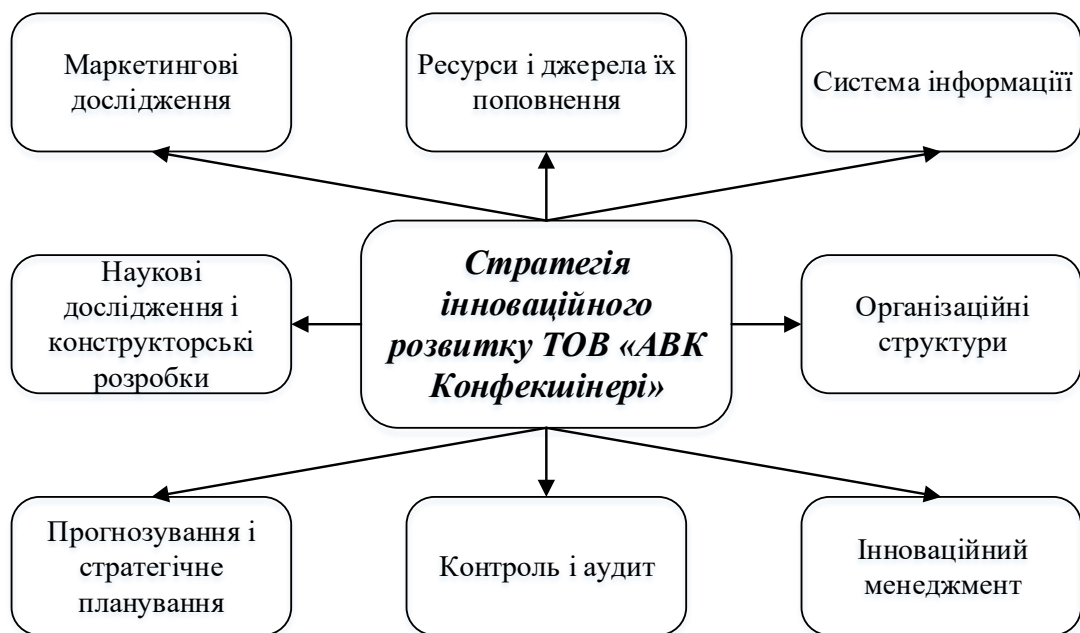 Маркетингові
дослідження
Ресурси і джерела їх
поповнення
Система інформаціїї
Наукові
дослідження і
конструкторські
розробки
Стратегія
інноваційного
розвитку ТОВ «АВК
Конфекшінері»
Організаційні
структури
Прогнозування і
стратегічне
планування
Контроль і аудит
Інноваційний
менеджмент